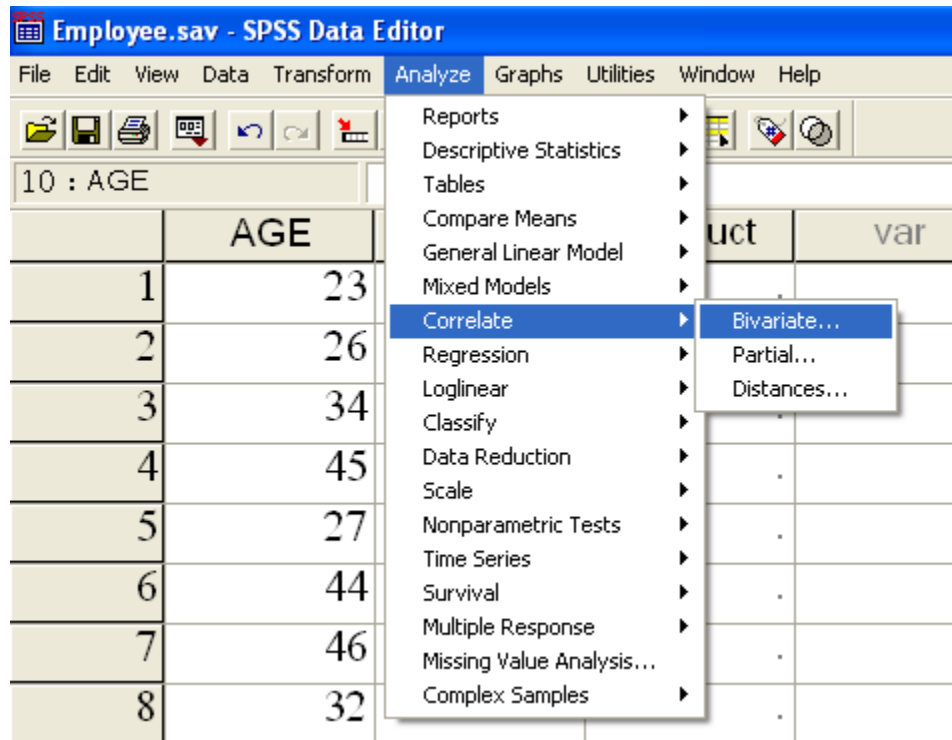 SPSS
Employee.sav - SPSS Data Editor
File Edit View Data Transform Analyze Graphs Utilities Window Help
10 : AGE
AGE uct var
1 23 .
2 26
3 34 .
4 45 .
5 27 .
6 44 .
7 46 .
8 32 .
Reports
Descriptive Statistics
Tables
Compare Means
General Linear Model
Mixed Models
Correlate
Regression
Loglinear
Classify
Data Reduction
Scale
Nonparametric Tests
Time Series
Survival
Multiple Response
Missing Value Analysis...
Complex Samples
Bivariate...
Partial...
Distances...